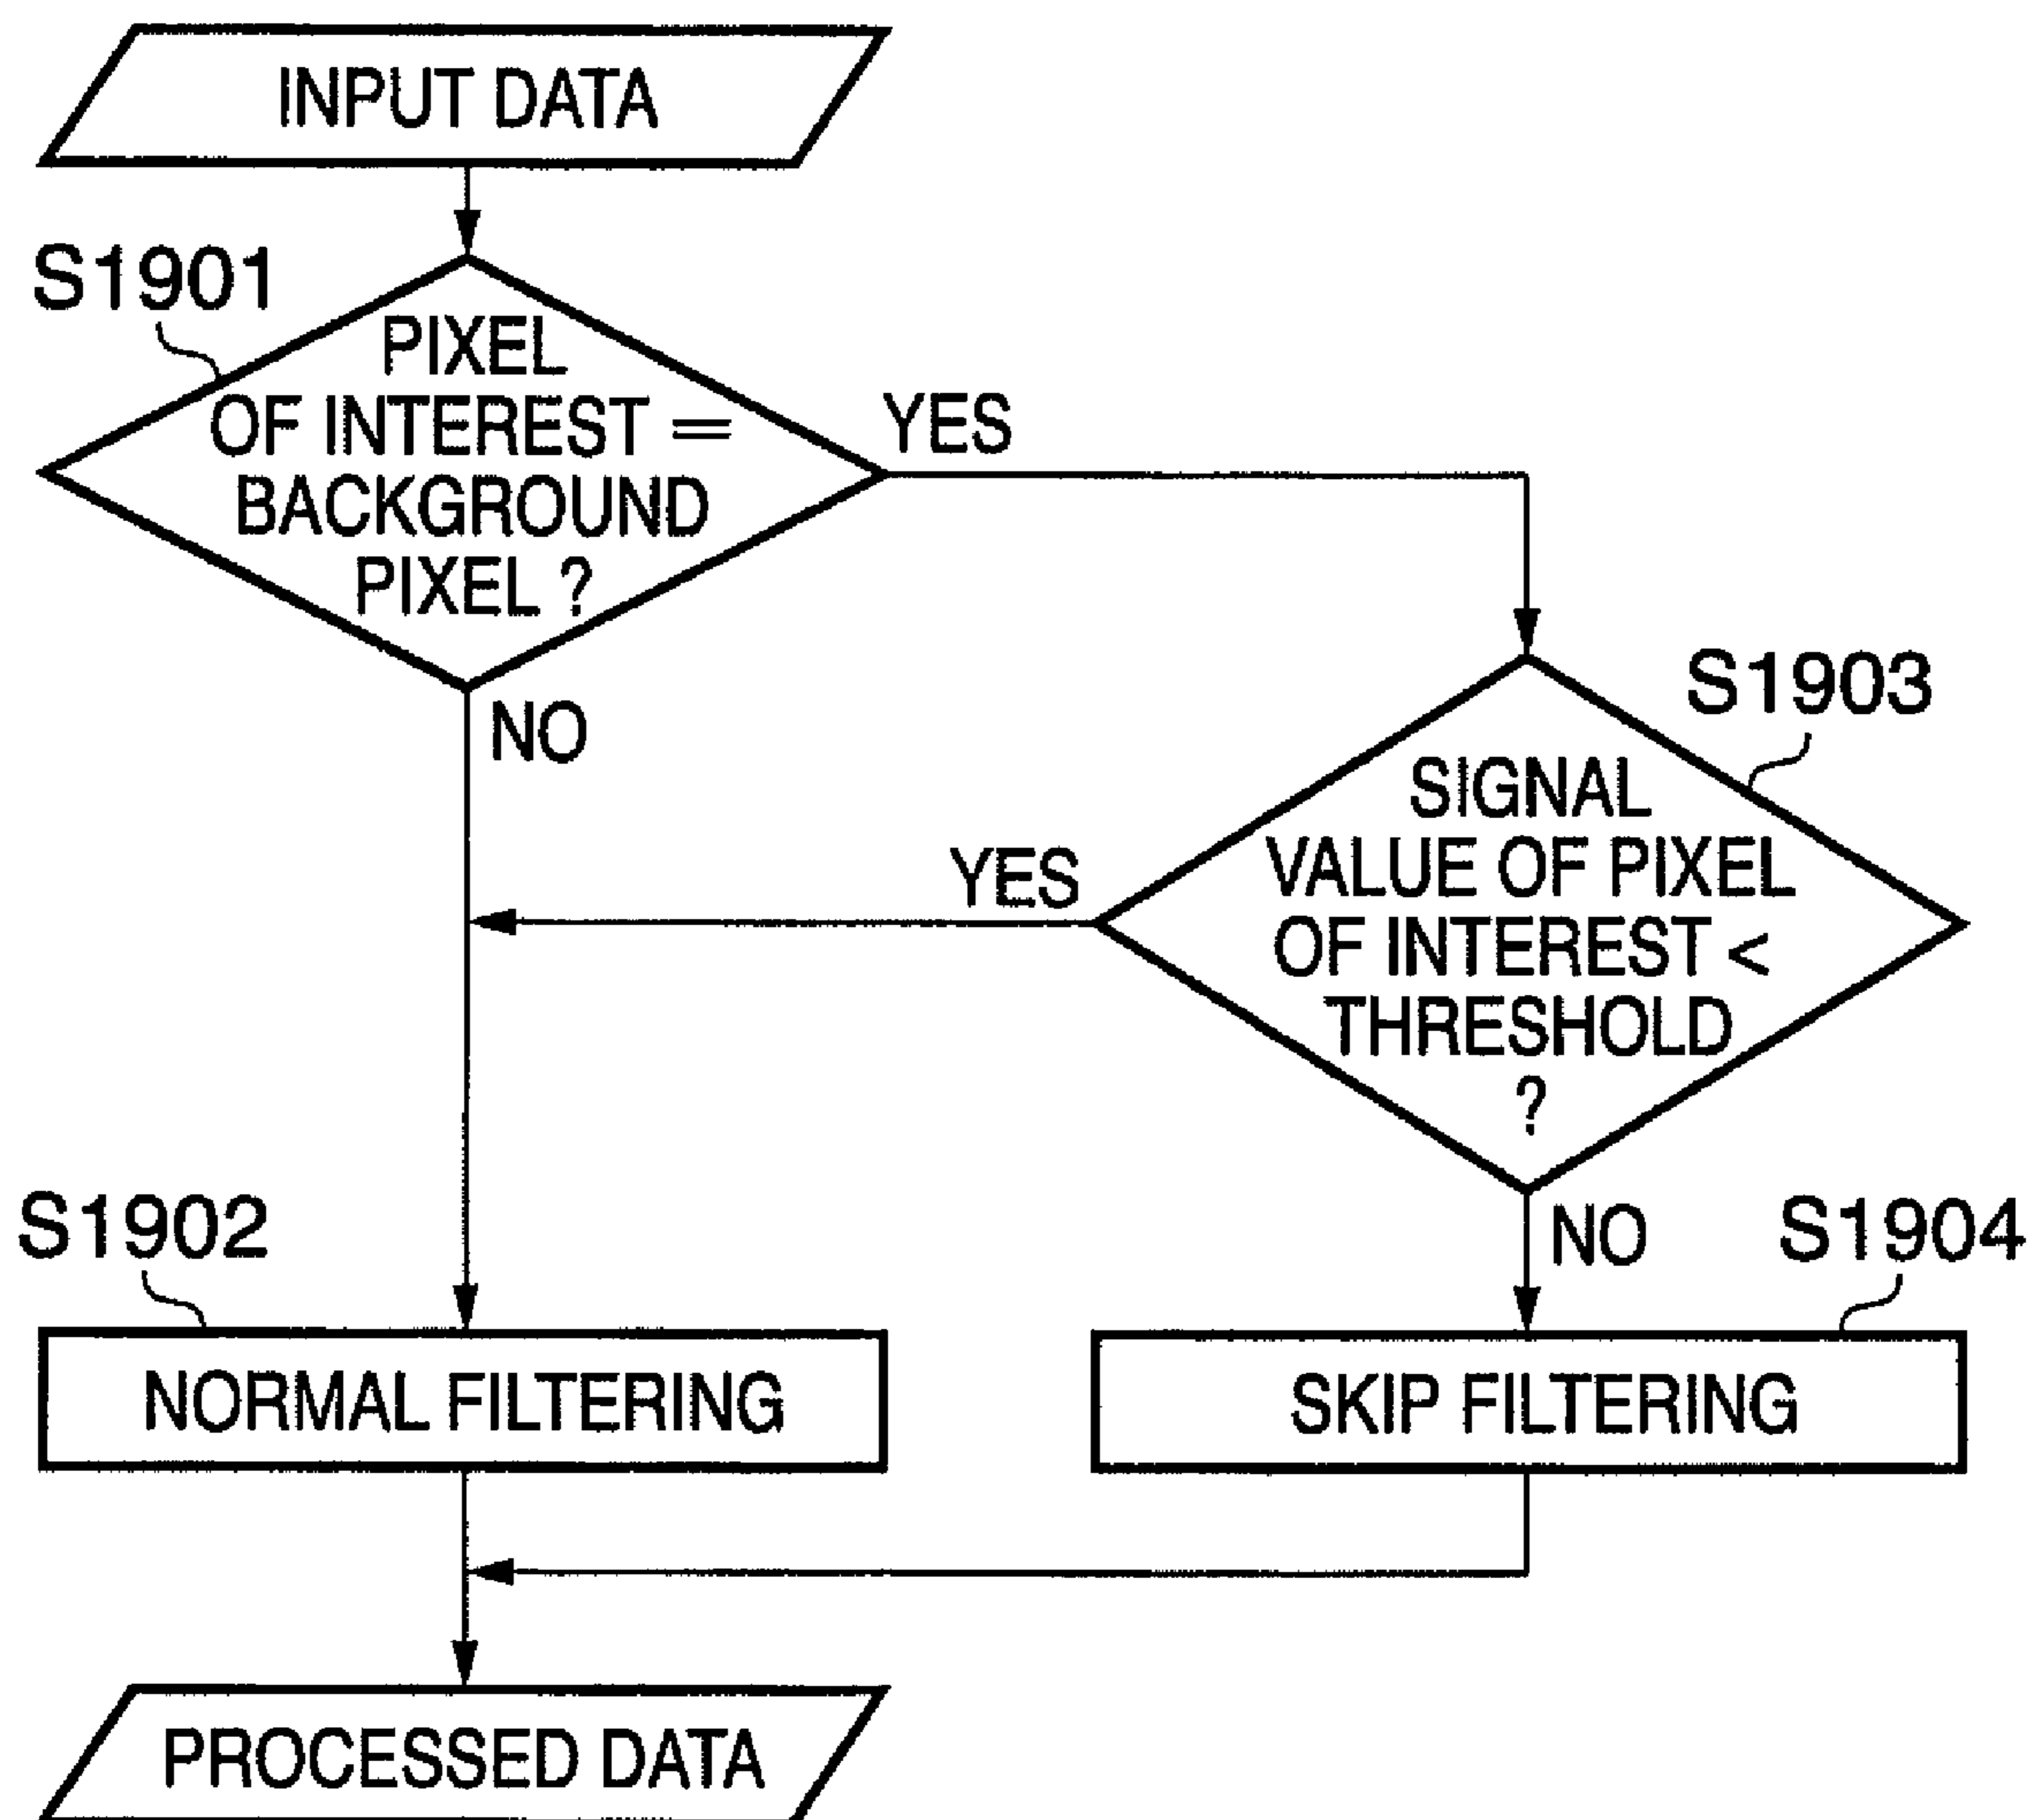 INPUT DATA
S1901
PIXEL
OF INTEREST =
BACKGROUND
PIXEL ?
YES
NO
S1903
SIGNAL
VALUE OF PIXEL
OF INTEREST <
THRESHOLD
?
YES
NO
S1902
NORMAL FILTERING
S1904
SKIP FILTERING
PROCESSED DATA